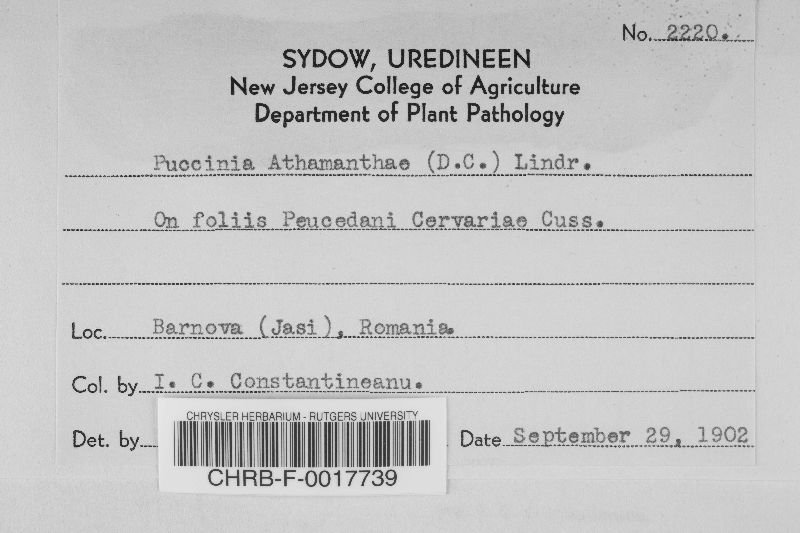 No. 2220.
SYDOW, UREDINEEN
New Jersey College of Agriculture
Department of Plant Pathology
Puccinia Athamanthae (D.C.) Lindr.
On foliis Peucedani Cervariae Cuss.
Loc. Barnova (Jasi), Romania.
Col. by I. C. Constantineanu.
Det. by
Date September 29, 1902
CHRYSLER HERBARIUM - RUTGERS UNIVERSITY
CHRB-F-0017739